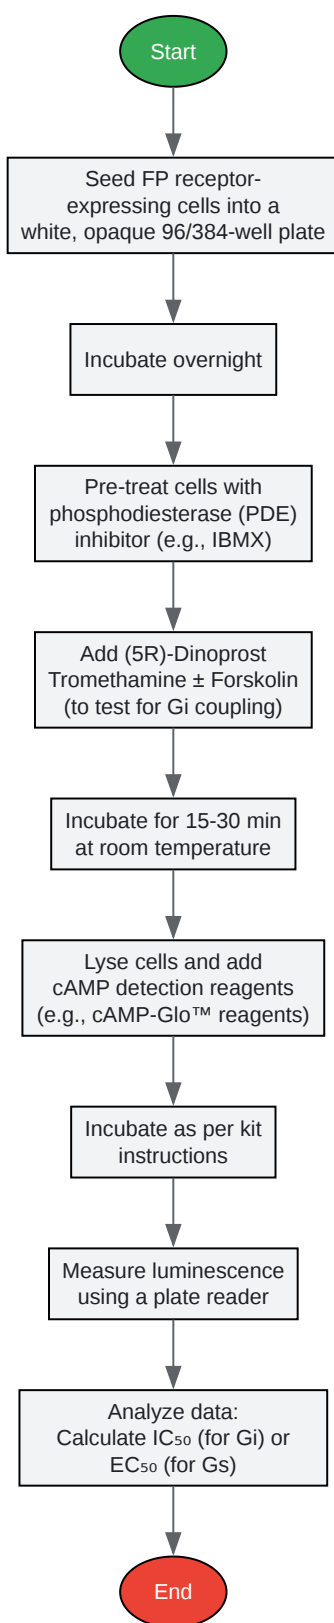 Start
Seed FP receptor-
expressing cells into a
white, opaque 96/384-well plate
Incubate overnight
Pre-treat cells with
phosphodiesterase (PDE)
inhibitor (e.g., IBMX)
Add (5R)-Dinoprost
Tromethamine ± Forskolin
(to test for Gi coupling)
Incubate for 15-30 min
at room temperature
Lyse cells and add
cAMP detection reagents
(e.g., cAMP-Glo™ reagents)
Incubate as per kit
instructions
Measure luminescence
using a plate reader
Analyze data:
Calculate IC₅₀ (for Gi) or
EC₅₀ (for Gs)
End